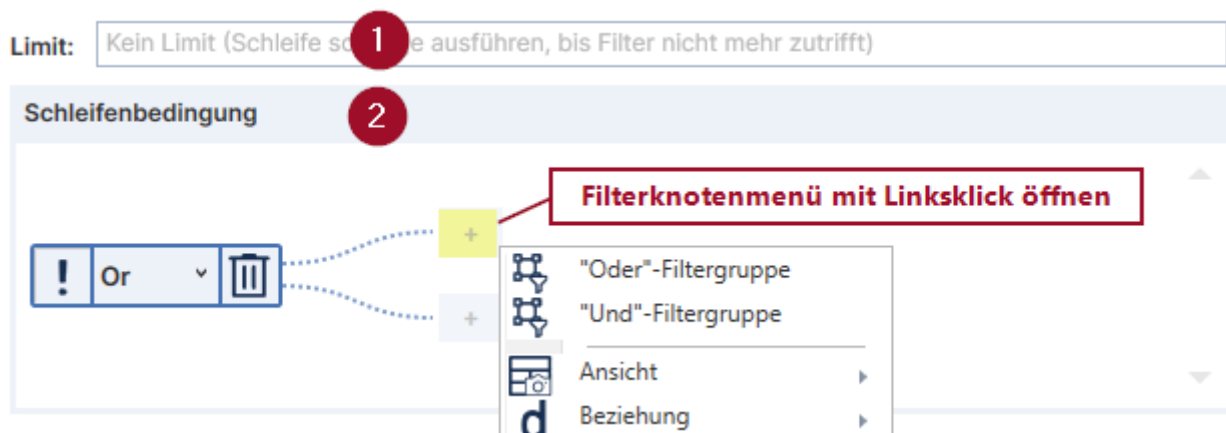 Limit: Kein Limit (Schleife so e ausführen, bis Filter nicht mehr zutrifft)
1
Schleifenbedingung
2
Filterknotenmenü mit Linksklick öffnen
+
! Or
"Oder"-Filtergruppe
+
"Und"-Filtergruppe
Ansicht
d Beziehung